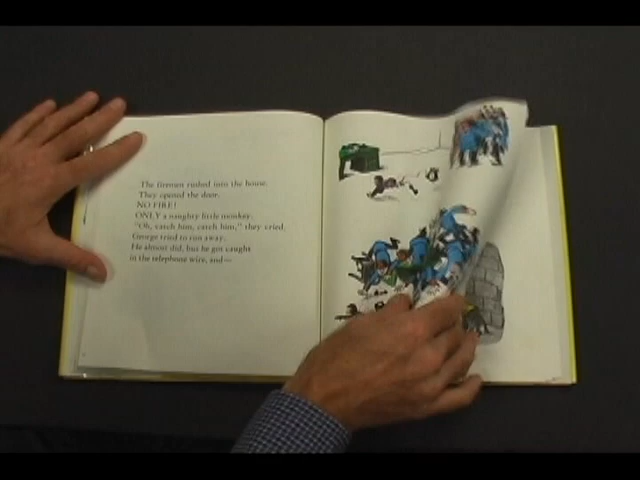 The firemen rushed into the house.
They opened the door.
NO FIRE!
ONLY a naughty little monkey.
"Oh, catch him, catch him," they cried.
George tried to run away.
He almost did, but he got caught
in the telephone wire, and—